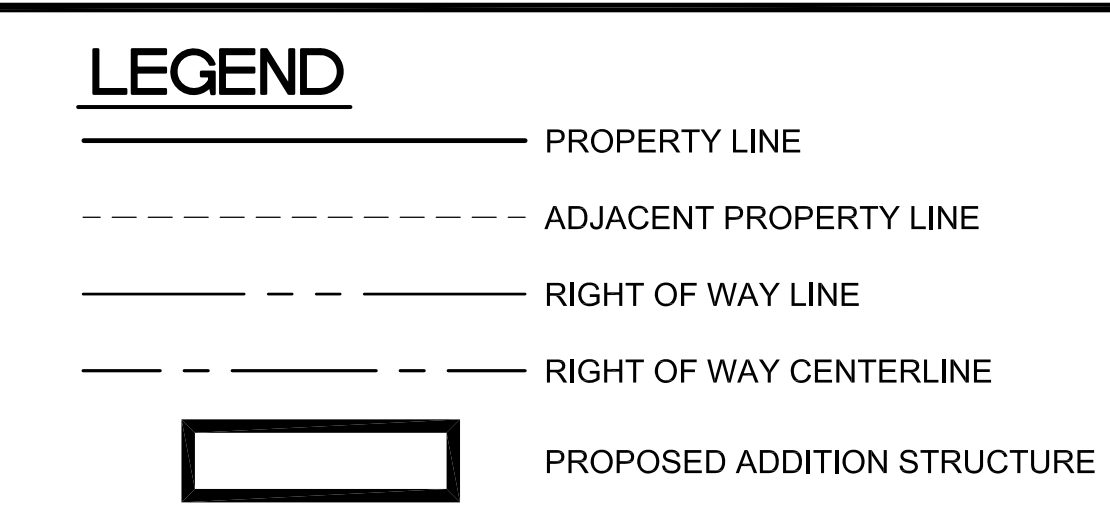 LEGEND
PROPERTY LINE
ADJACENT PROPERTY LINE
RIGHT OF WAY LINE
RIGHT OF WAY CENTERLINE
PROPOSED ADDITION STRUCTURE